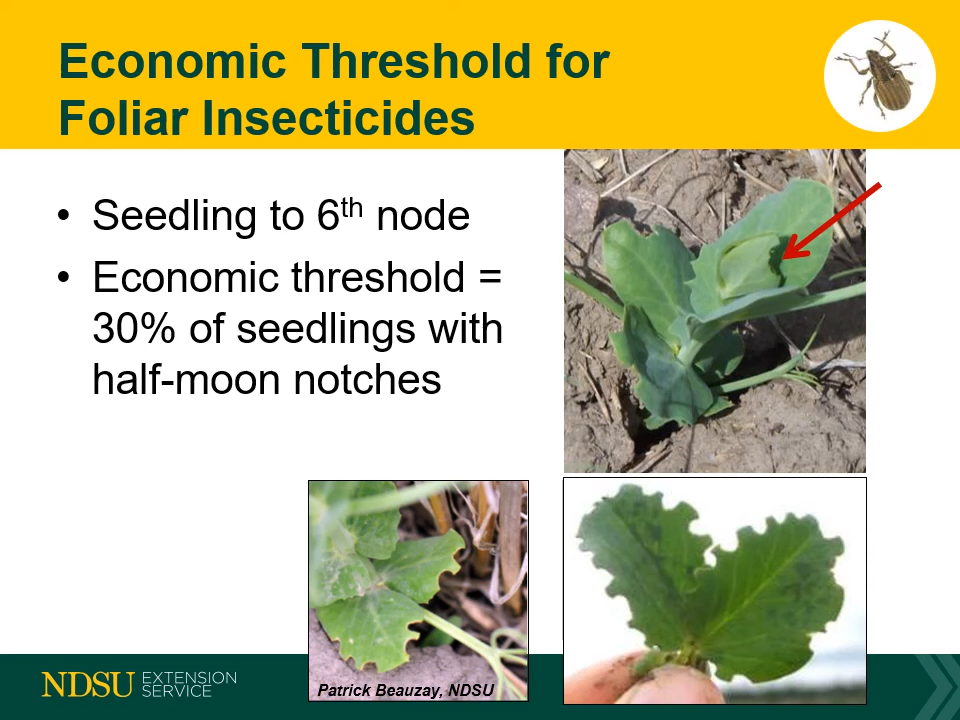 Economic Threshold for
Foliar Insecticides
• Seedling to 6th node
• Economic threshold =
30% of seedlings with
half-moon notches
Patrick Beauzay, NDSU
NDSU EXTENSION
SERVICE